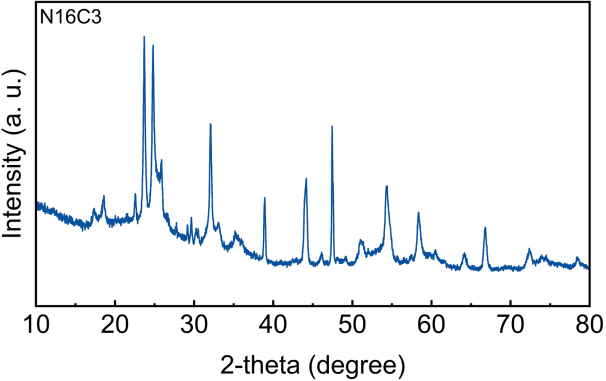 N16C3
Intensity (a. u.)
10 20 30 40 50 60 70 80
2-theta (degree)